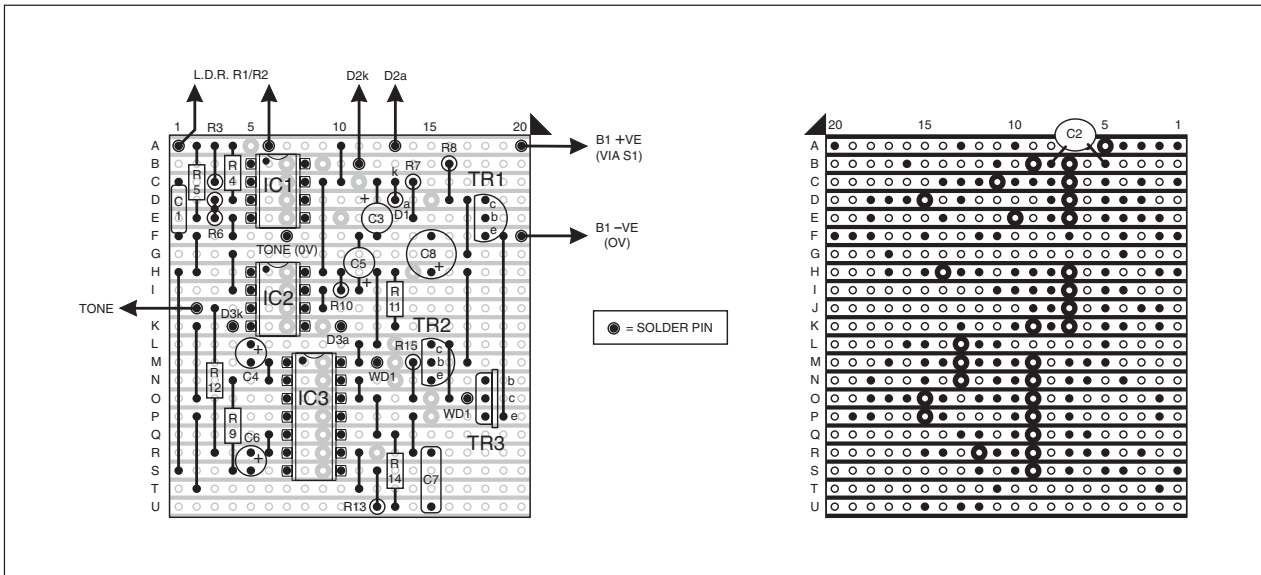 L.D.R. R1/R2
D2k
D2a
1
R3
5
10
15
20
A
B
C
D
E
F
G
H
I
J
K
L
M
N
O
P
Q
R
S
T
U
B1 +VE
(VIA S1)
R8
R7
TR1
R
5
R
4
IC1
k
a
D1
C
1
+
C3
c
b
e
R6
TONE (0V)
B1 –VE
(OV)
C8
+
C5
+
IC2
R10
R
11
TONE
D3k
D3a
TR2
= SOLDER PIN
C4
+
R15
c
b
e
WD1
R
12
IC3
b
c
e
WD1
TR3
R
9
C6
+
R
14
C7
R13
20
15
10
5
1
C2
A
B
C
D
E
F
G
H
I
J
K
L
M
N
O
P
Q
R
S
T
U